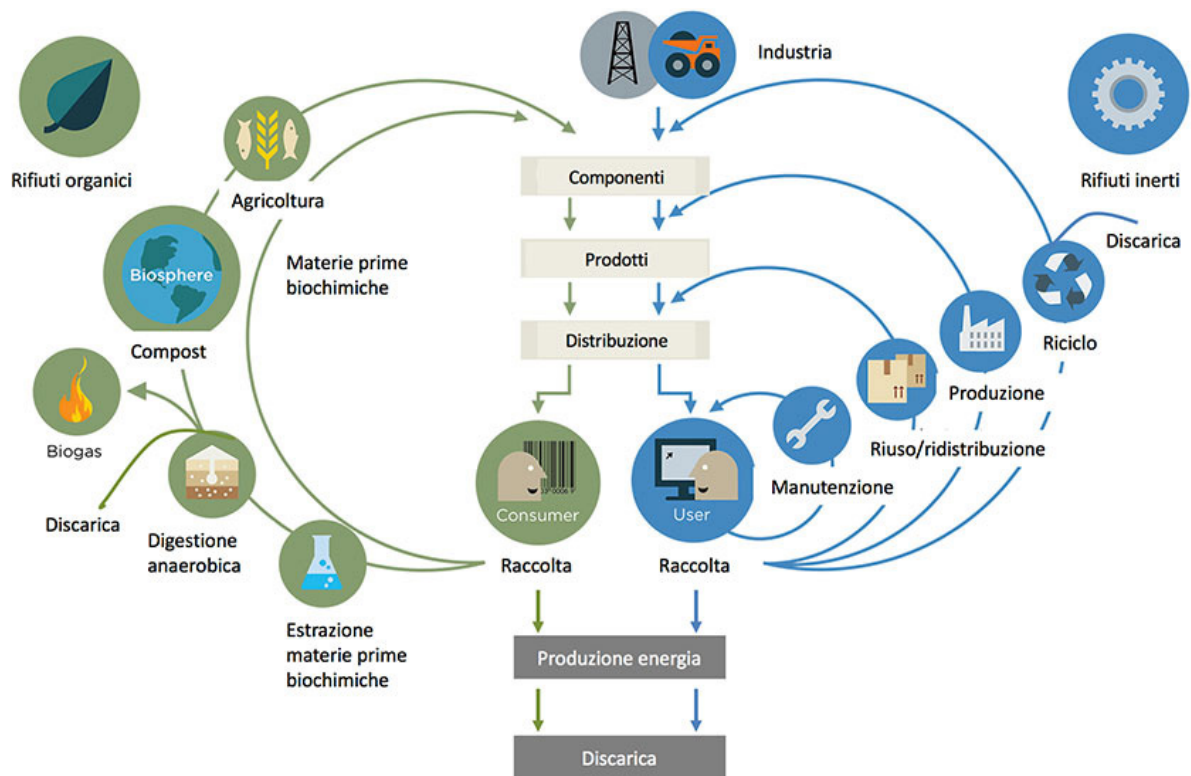 Industria
Rifiuti organici
Rifiuti inerti
Componenti
Agricoltura
Discarica
Prodotti
Biosphere
Materie prime
biochimiche
Distribuzione
Riciclo
Compost
Produzione
Biogas
Riuso/ridistribuzione
Manutenzione
Consumer
User
Discarica
Digestione
anaerobica
Raccolta
Raccolta
Estrazione
materie prime
biochimiche
Produzione energia
Discarica